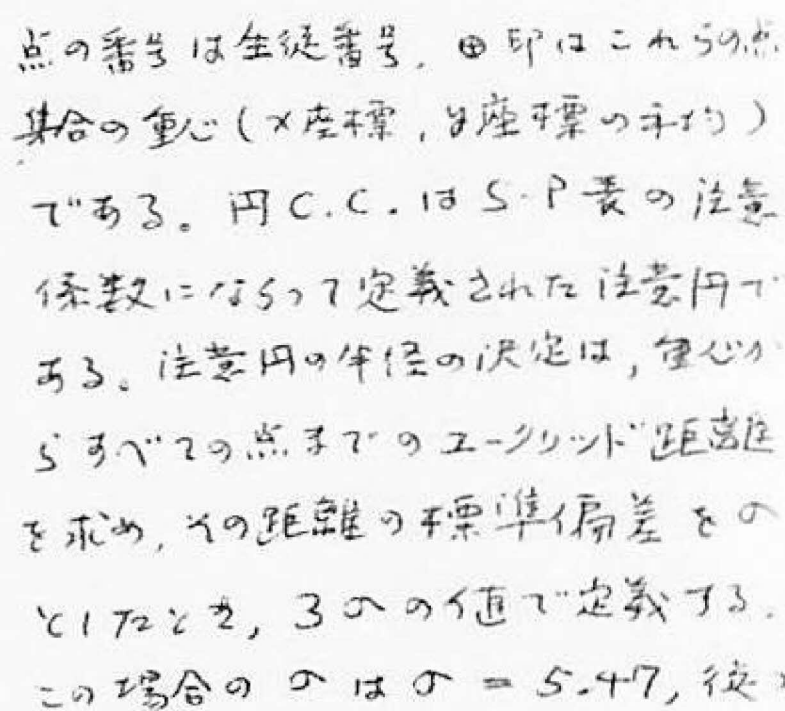 点の番号は生徒番号, ⊞印はこれらの点
集合の重心(x座標, y座標の平均)
である。円C.C.はS-P表の注意
係数にならって定義された注意円で
ある。注意円の半径の決定は, 重心か
らすべての点までのユークリッド距離
を求め, その距離の標準偏差をσ
としたとき, 3σの値で定義する.
この場合のσはσ = 5.47, 従っ